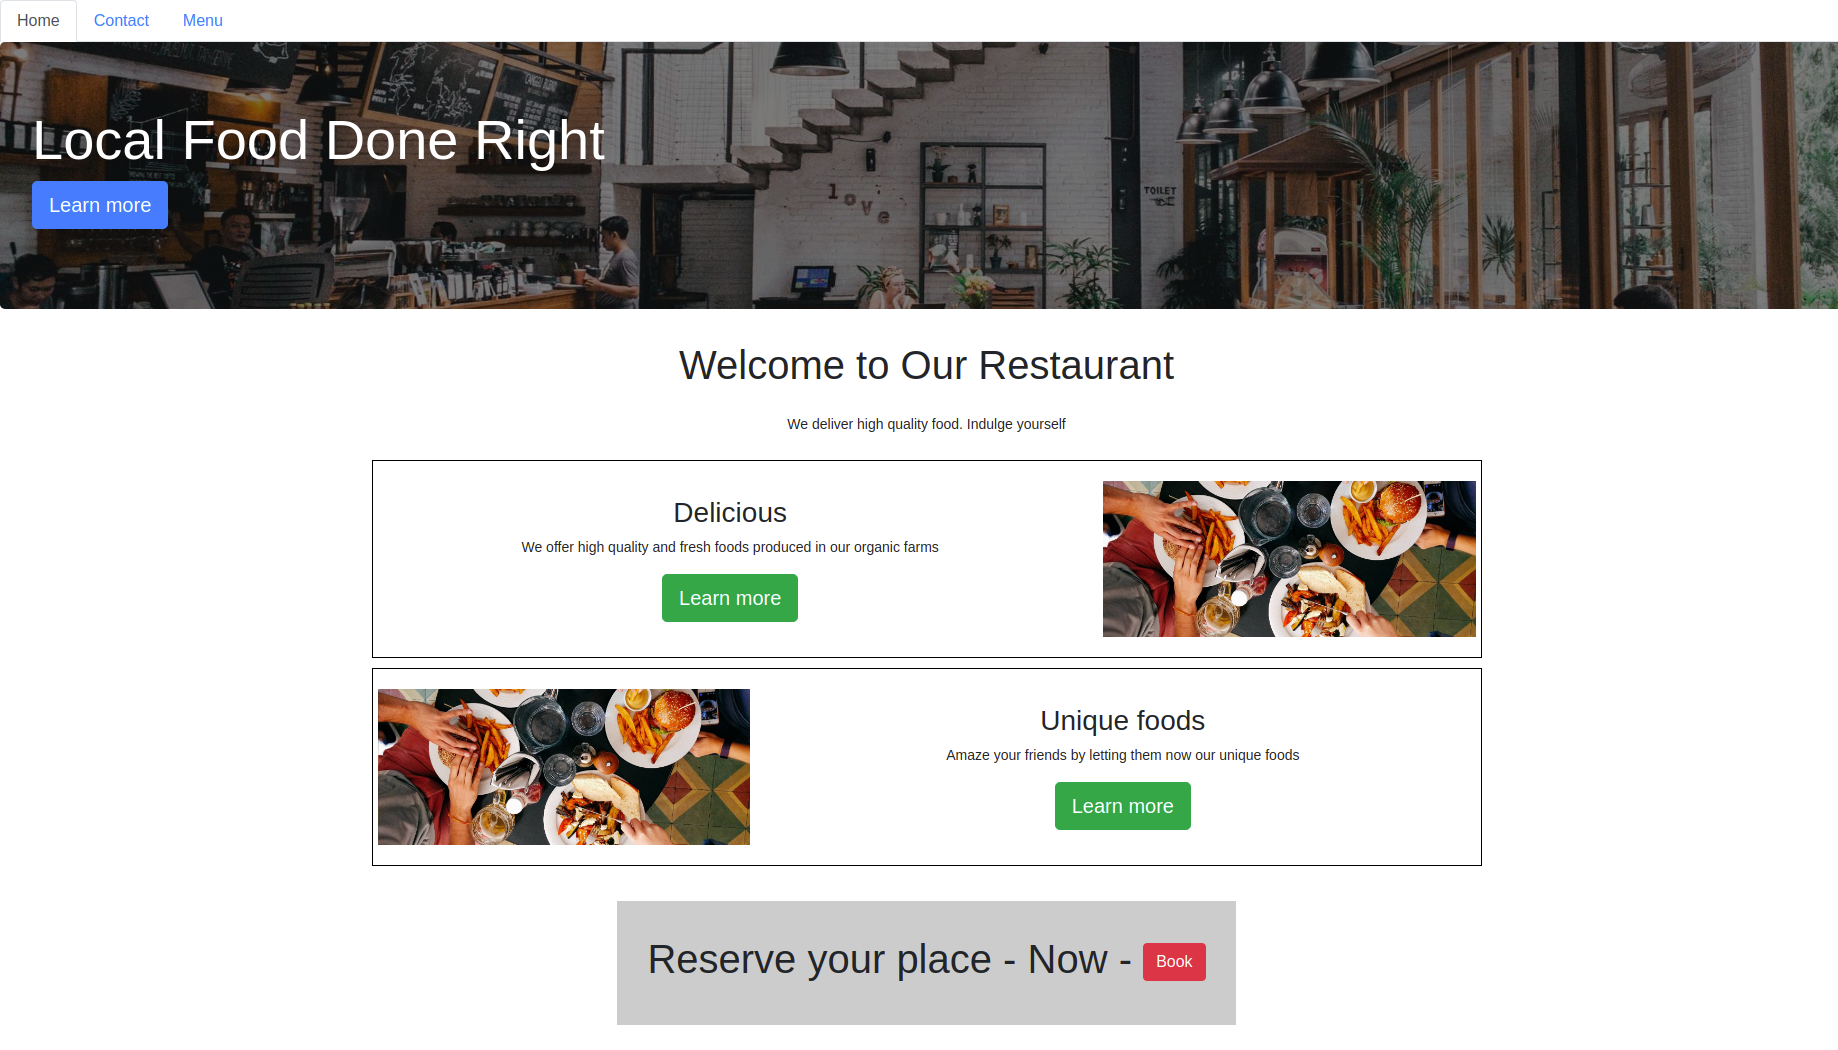 Home Contact Menu
Local Food Done Right
Learn more
love
TOILET
Welcome to Our Restaurant
We deliver high quality food. Indulge yourself
Delicious
We offer high quality and fresh foods produced in our organic farms
Learn more
Unique foods
Amaze your friends by letting them now our unique foods
Learn more
Reserve your place - Now - Book